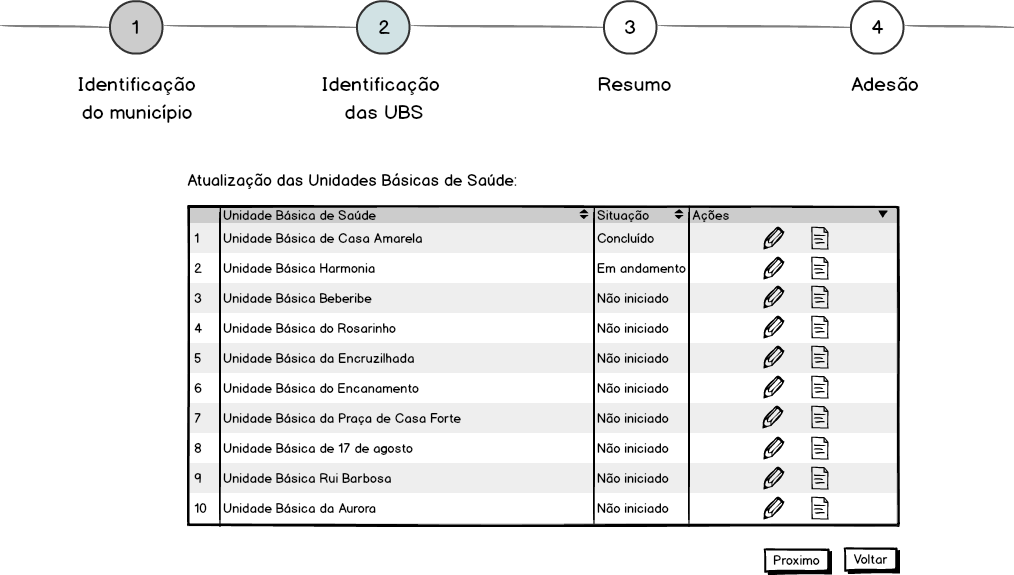 1 2 3 4
Identificação Identificação Resumo Adesão
do município das UBS
Atualização das Unidades Básicas de Saúde:
Unidade Básica de Saúde Situação Ações
1 Unidade Básica de Casa Amarela Concluído
2 Unidade Básica Harmonia Em andamento
3 Unidade Básica Beberibe Não iniciado
4 Unidade Básica do Rosarinho Não iniciado
5 Unidade Básica da Encruzilhada Não iniciado
6 Unidade Básica do Encanamento Não iniciado
7 Unidade Básica da Praça de Casa Forte Não iniciado
8 Unidade Básica de 17 de agosto Não iniciado
9 Unidade Básica Rui Barbosa Não iniciado
10 Unidade Básica da Aurora Não iniciado
Proximo Voltar